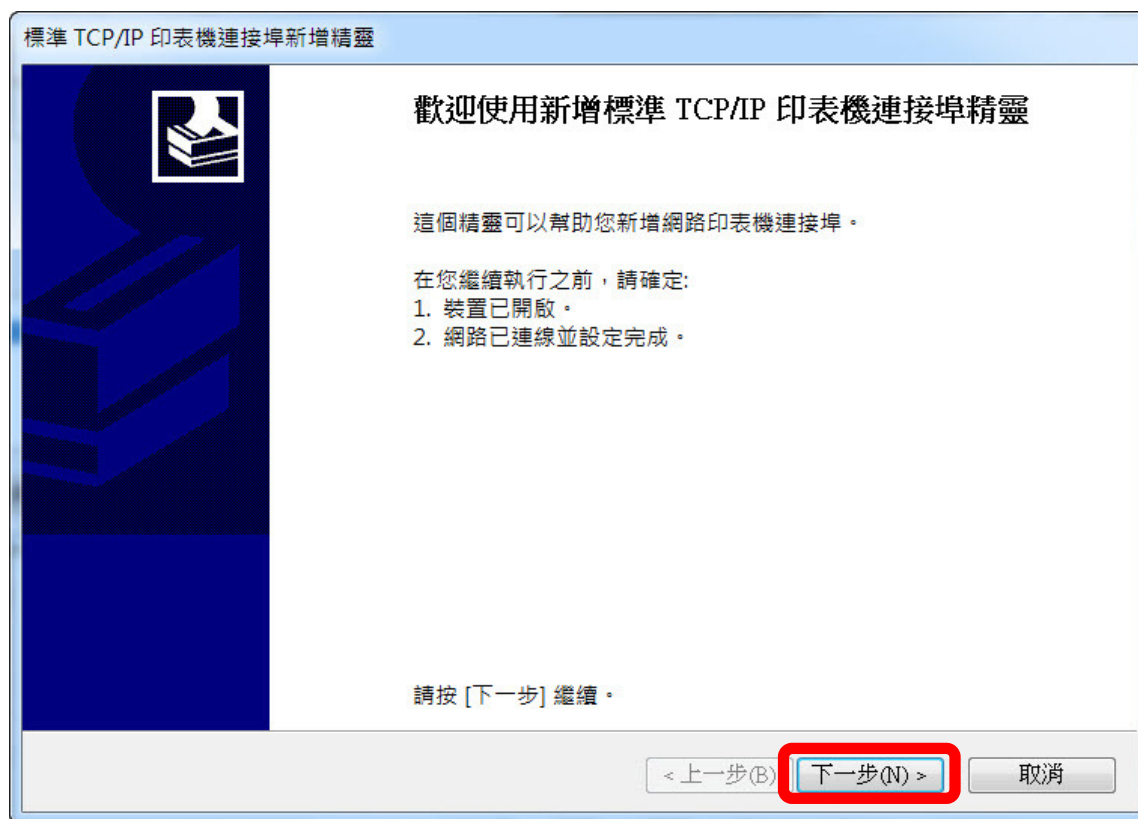 標準 TCP/IP 印表機連接埠新增精靈
歡迎使用新增標準 TCP/IP 印表機連接埠精靈
這個精靈可以幫助您新增網路印表機連接埠。
在您繼續執行之前，請確定:
1. 裝置已開啟。
2. 網路已連線並設定完成。
請按 [下一步] 繼續。
< 上一步(B) 下一步(N) > 取消